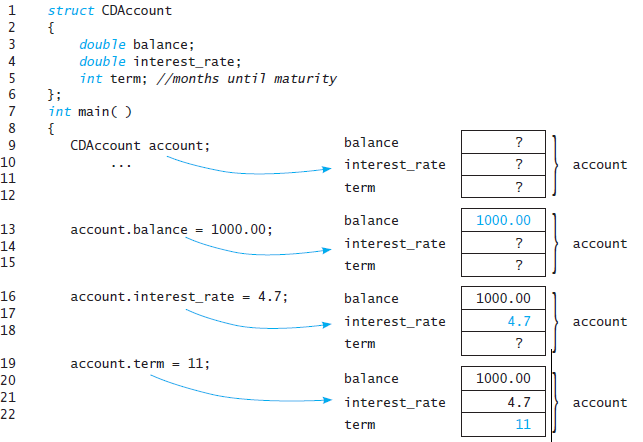 1 struct CDAccount
2 {
3 double balance;
4 double interest_rate;
5 int term; //months until maturity
6 };
7 int main( )
8 {
9 CDAccount account; balance ?
10 ... interest_rate ? account
11 term ?
12
balance 1000.00
13 account.balance = 1000.00;
14 interest_rate ? account
15 term ?
16 account.interest_rate = 4.7; balance 1000.00
17 interest_rate 4.7 account
18 term ?
19 account.term = 11;
20 balance 1000.00
21 interest_rate 4.7 account
22 term 11